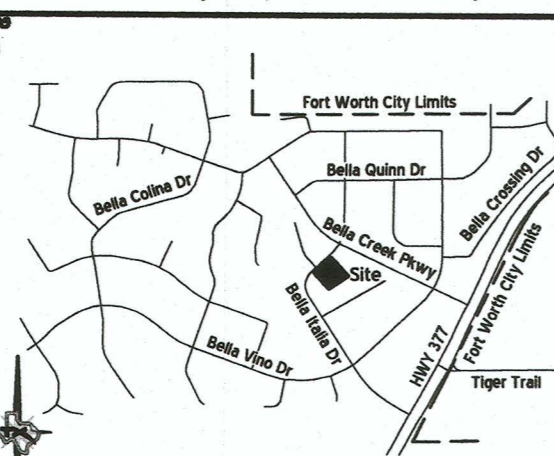 Fort Worth City Limits
Bella Quinn Dr
Bella Crossing Dr
Bella Colina Dr
Bella Creek Pkwy
Site
Fort Worth City Limits
Bella Italia Dr
HWY 377
Bella Vino Dr
Tiger Trail